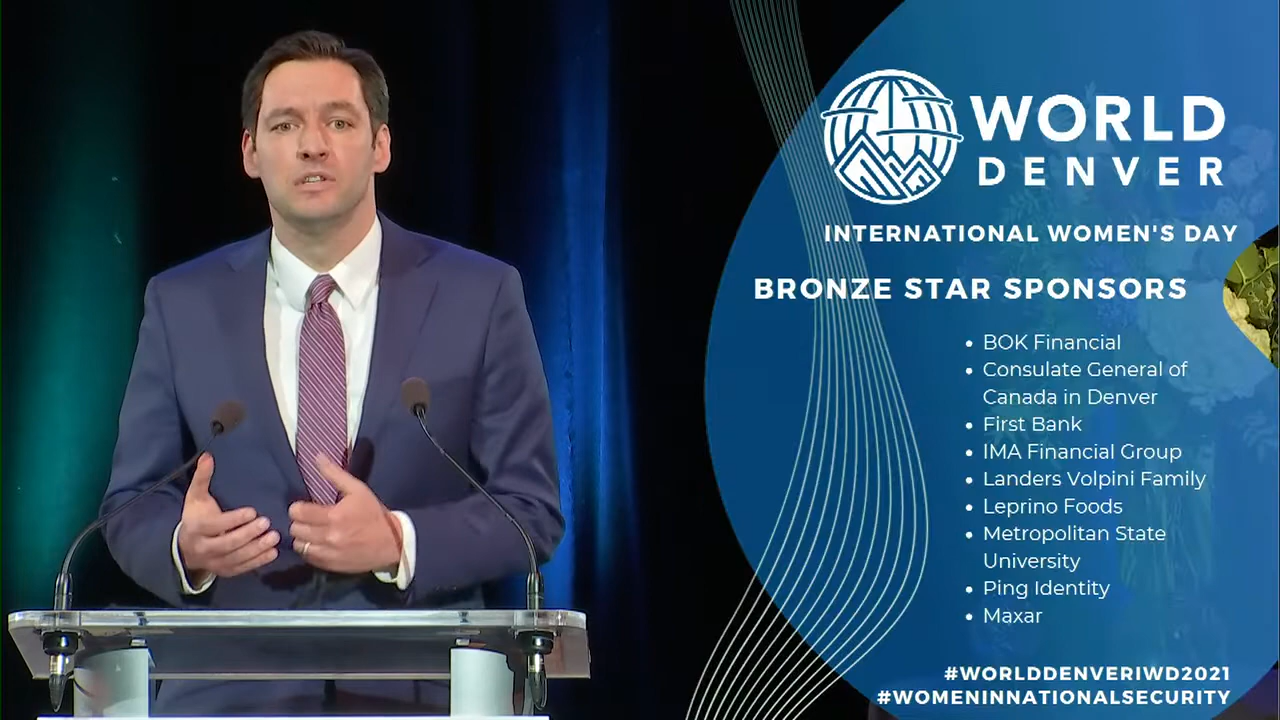 WORLD
DENVER
INTERNATIONAL WOMEN'S DAY
BRONZE STAR SPONSORS
• BOK Financial
• Consulate General of
Canada in Denver
• First Bank
• IMA Financial Group
• Landers Volpini Family
• Leprino Foods
• Metropolitan State
University
• Ping Identity
• Maxar
#WORLDDENVERIWD2021
#WOMENINNATIONALSECURITY